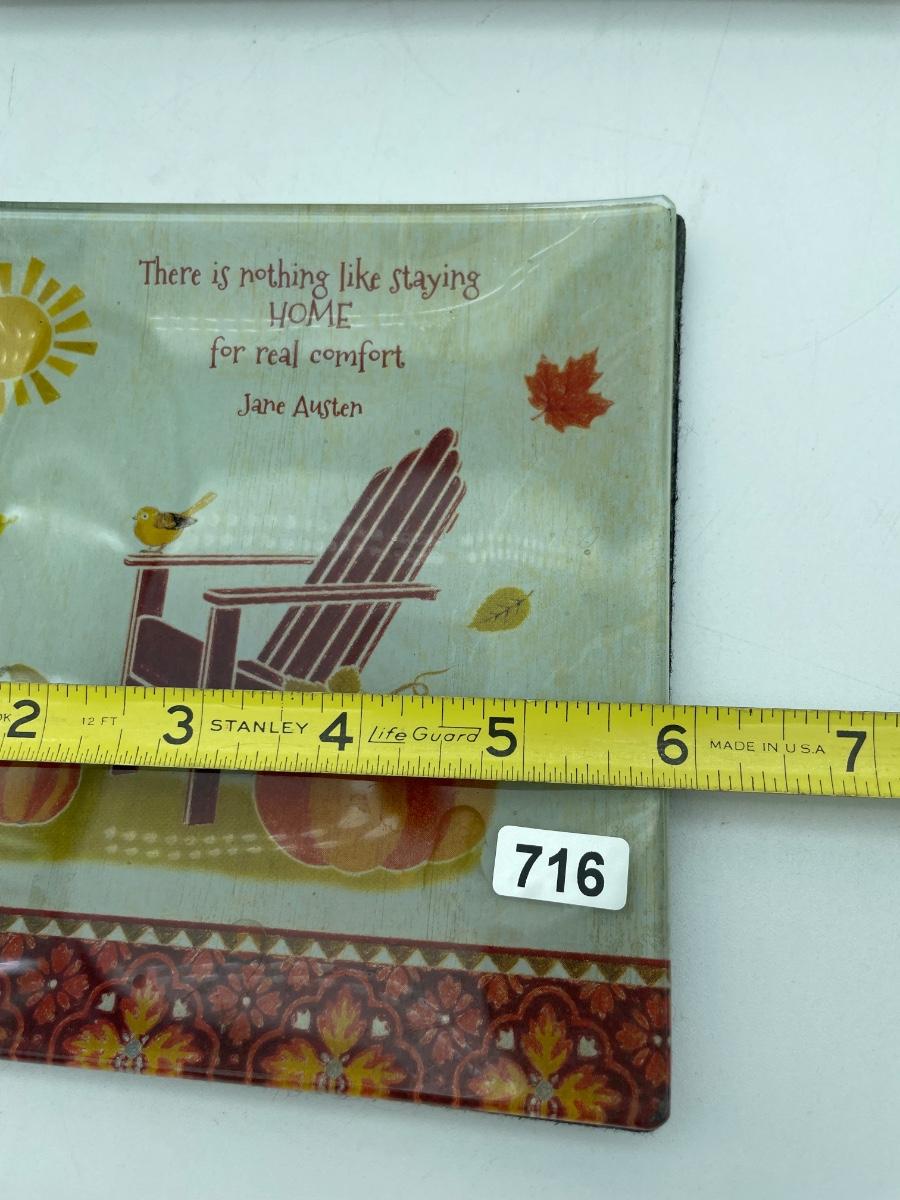 There is nothing like staying
HOME
for real comfort
Jane Austen
2 12 FT 3 STANLEY 4 Life Guard 5 6 MADE IN U.S.A 7
716